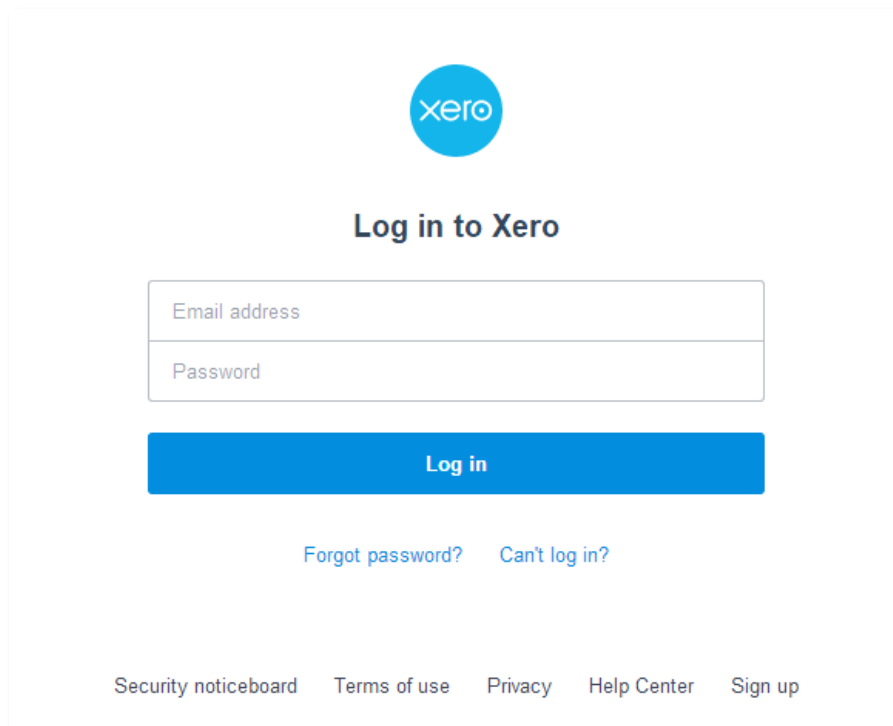 xero
Log in to Xero
Email address
Password
Log in
Forgot password? Can't log in?
Security noticeboard Terms of use Privacy Help Center Sign up